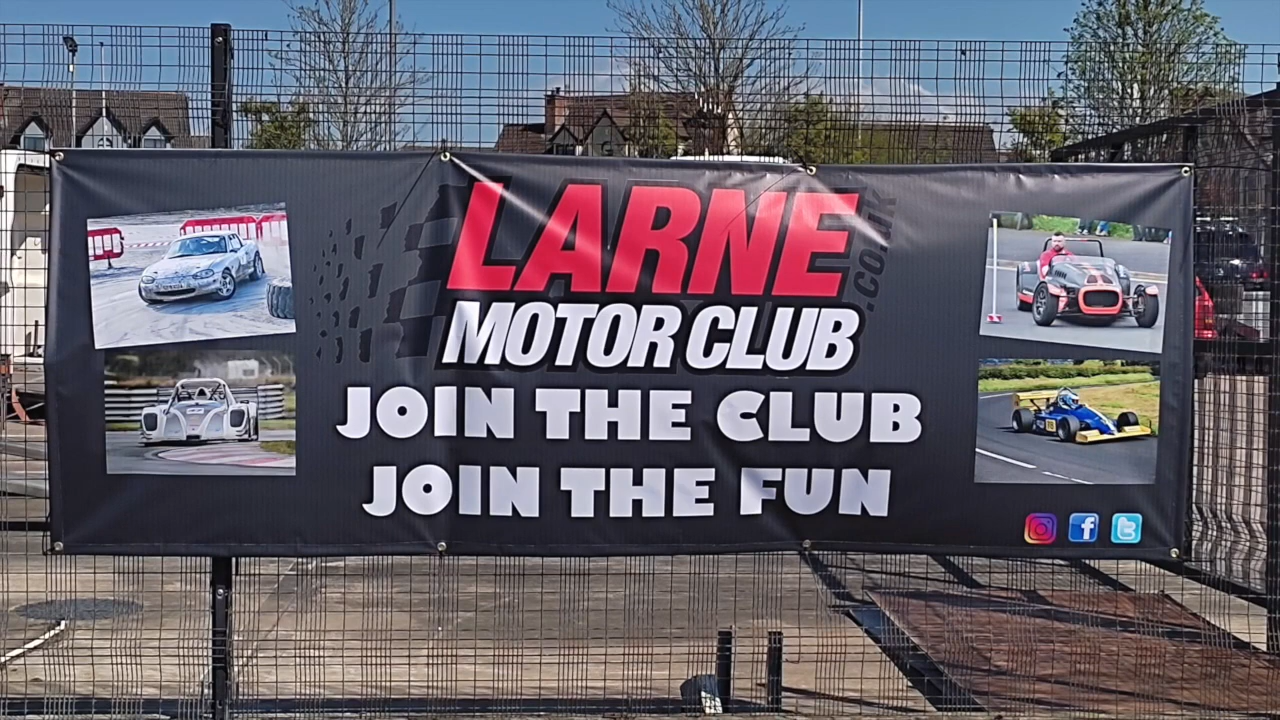 LARNE
.co.uk
MOTOR CLUB
JOIN THE CLUB
JOIN THE FUN